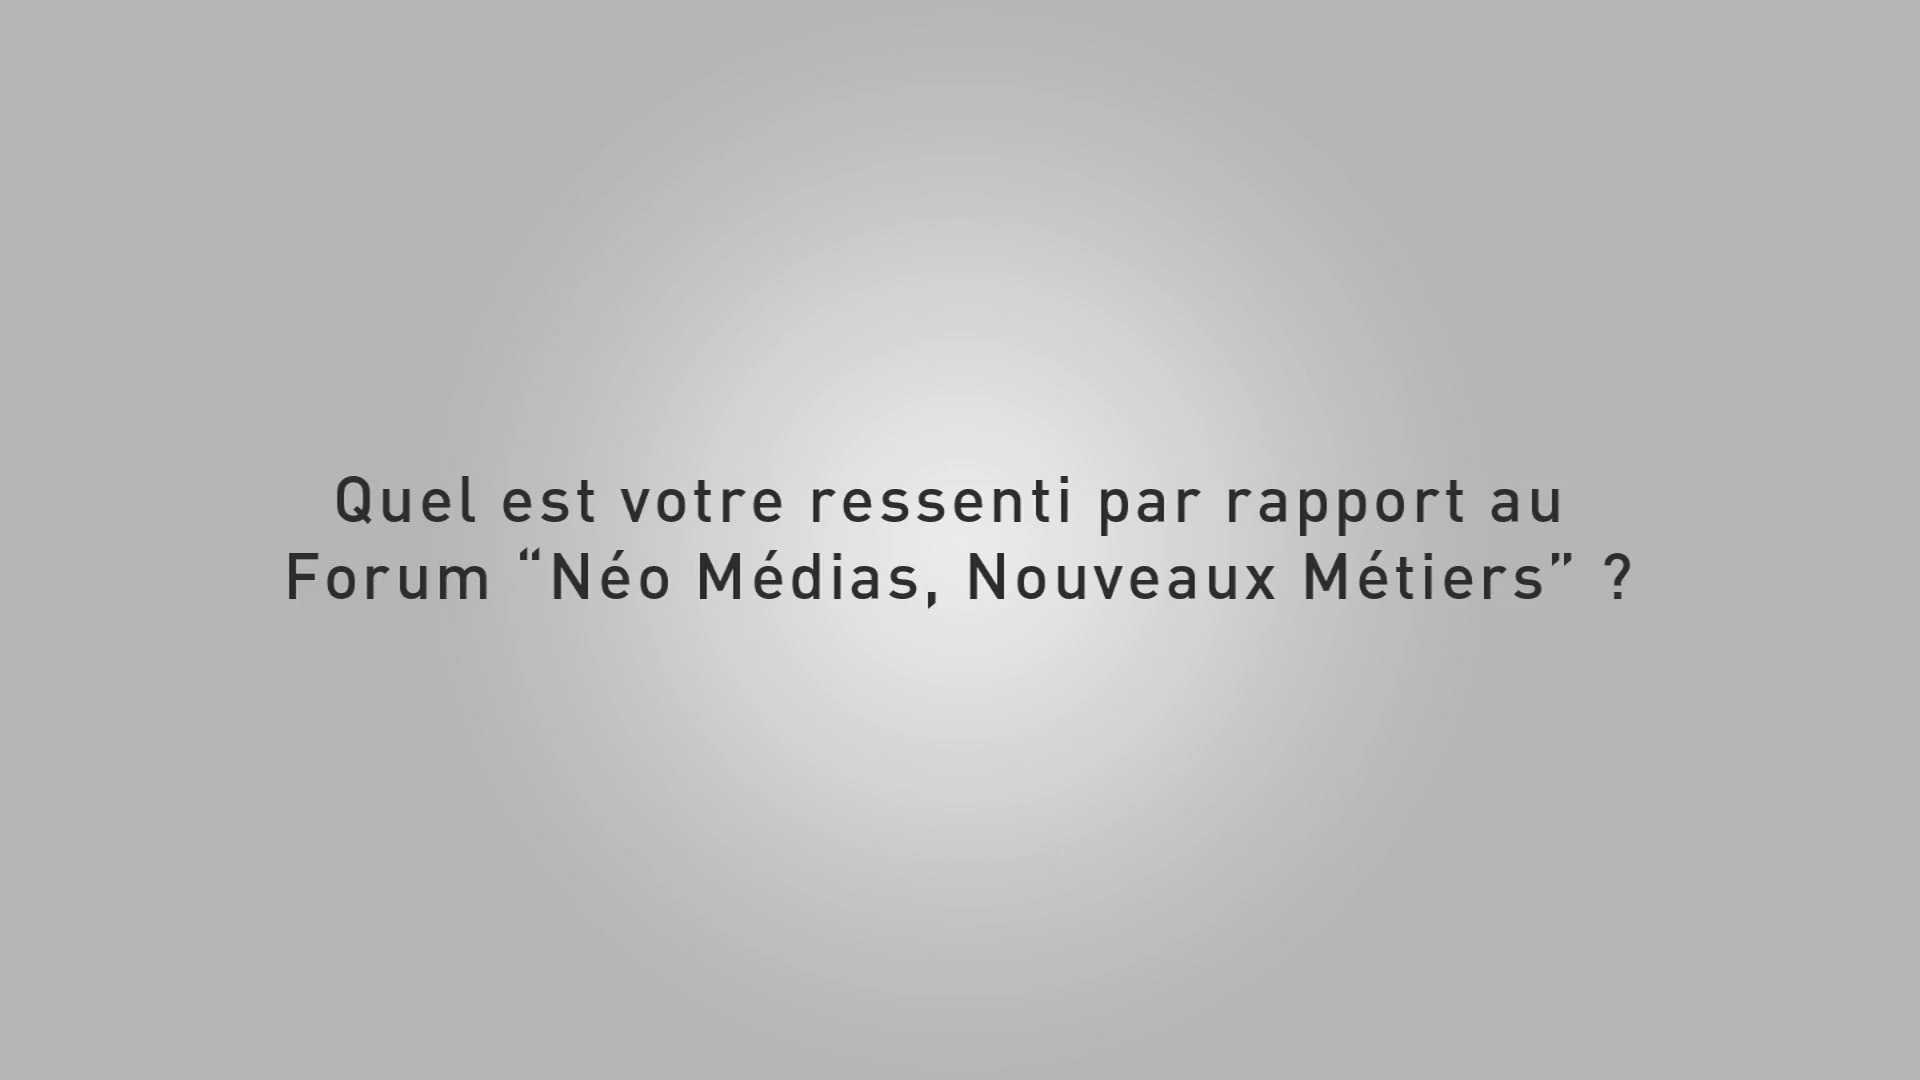 Quel est votre ressenti par rapport au
Forum “Néo Médias, Nouveaux Métiers” ?